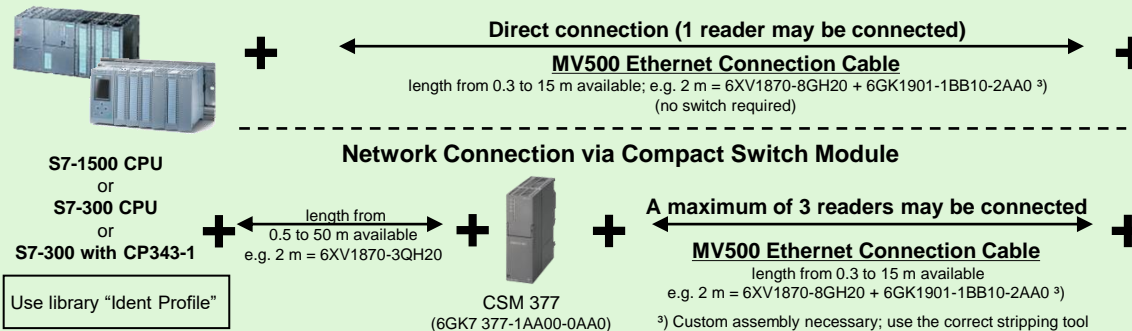 Direct connection (1 reader may be connected)
MV500 Ethernet Connection Cable
length from 0.3 to 15 m available; e.g. 2 m = 6XV1870-8GH20 + 6GK1901-1BB10-2AA0 ³)
(no switch required)
Network Connection via Compact Switch Module
S7-1500 CPU
or
S7-300 CPU
or
S7-300 with CP343-1
Use library “Ident Profile”
length from
0.5 to 50 m available
e.g. 2 m = 6XV1870-3QH20
CSM 377
(6GK7 377-1AA00-0AA0)
A maximum of 3 readers may be connected
MV500 Ethernet Connection Cable
length from 0.3 to 15 m available
e.g. 2 m = 6XV1870-8GH20 + 6GK1901-1BB10-2AA0 ³)
³) Custom assembly necessary; use the correct stripping tool